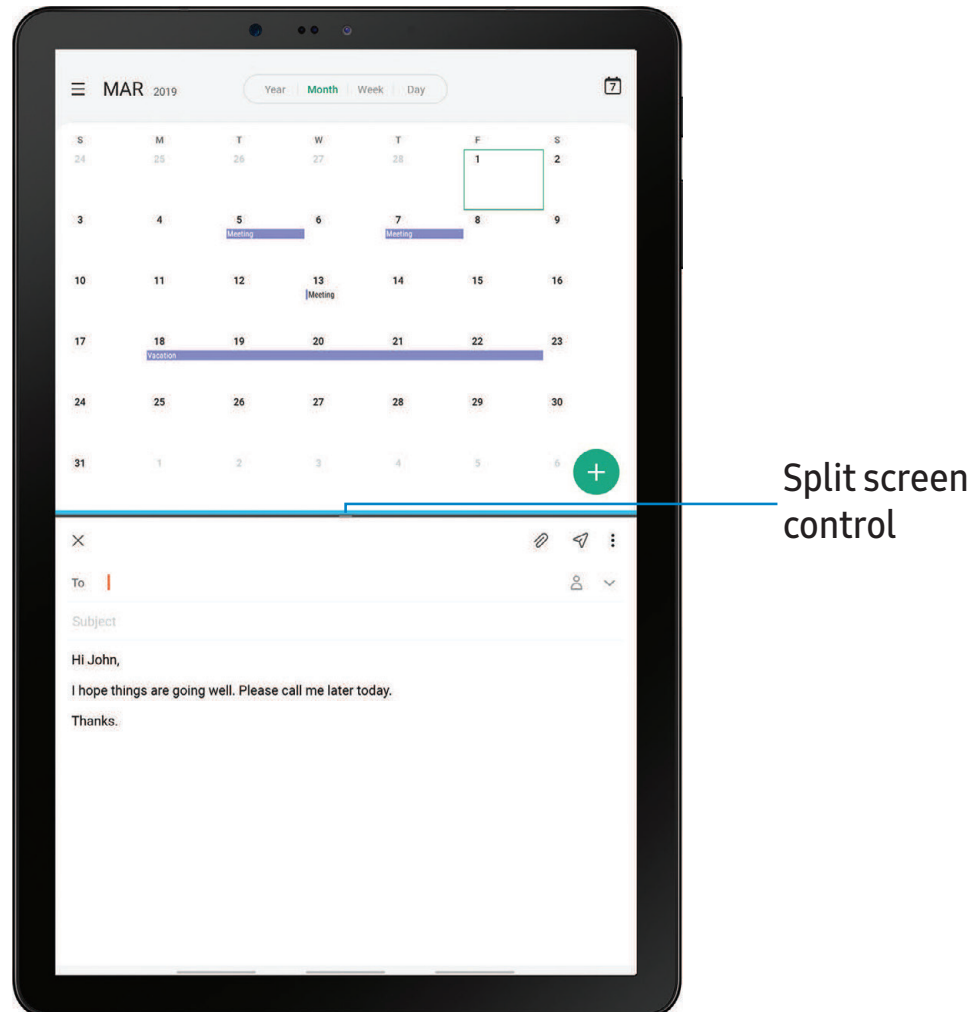 MAR 2019 Year Month Week Day 7
S M T W T F S
24 25 26 27 28 1 2
3 4 5 6 7 8 9
Meeting Meeting
10 11 12 13 14 15 16
Meeting
17 18 19 20 21 22 23
Vacation
24 25 26 27 28 29 30
31 1 2 3 4 5 6
+
Split screen
control
To
Subject
Hi John,
I hope things are going well. Please call me later today.
Thanks.